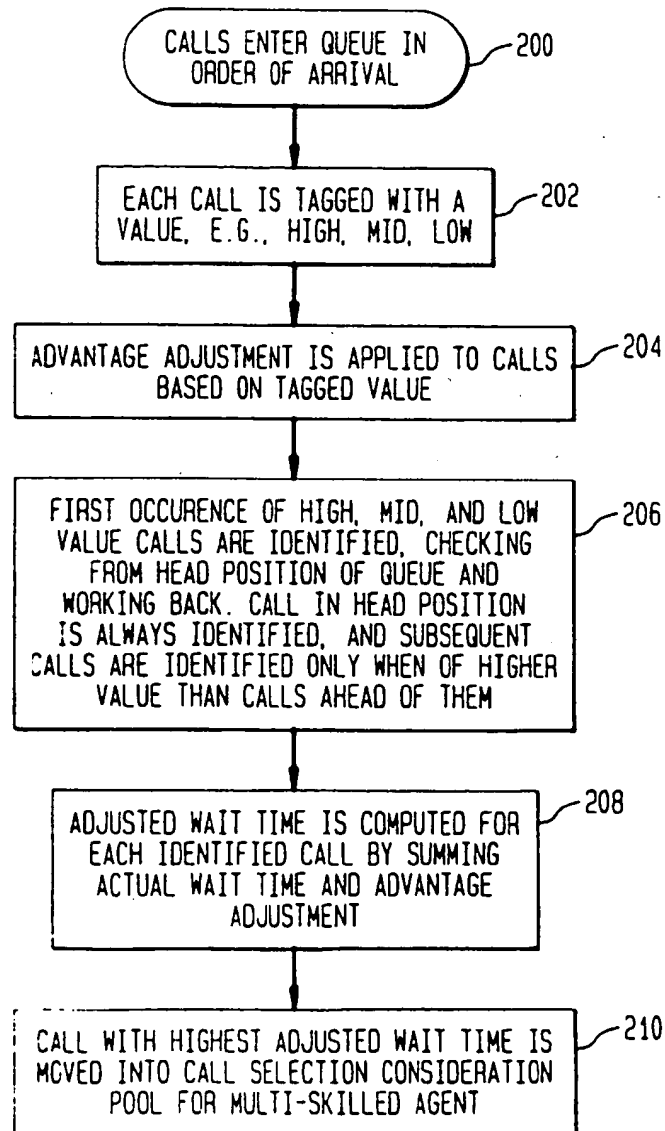 CALLS ENTER QUEUE IN
ORDER OF ARRIVAL
200
EACH CALL IS TAGGED WITH A
VALUE, E.G., HIGH, MID, LOW
202
ADVANTAGE ADJUSTMENT IS APPLIED TO CALLS
BASED ON TAGGED VALUE
204
FIRST OCCURENCE OF HIGH, MID, AND LOW
VALUE CALLS ARE IDENTIFIED, CHECKING
FROM HEAD POSITION OF QUEUE AND
WORKING BACK. CALL IN HEAD POSITION
IS ALWAYS IDENTIFIED, AND SUBSEQUENT
CALLS ARE IDENTIFIED ONLY WHEN OF HIGHER
VALUE THAN CALLS AHEAD OF THEM
206
ADJUSTED WAIT TIME IS COMPUTED FOR
EACH IDENTIFIED CALL BY SUMMING
ACTUAL WAIT TIME AND ADVANTAGE
ADJUSTMENT
208
CALL WITH HIGHEST ADJUSTED WAIT TIME IS
MOVED INTO CALL SELECTION CONSIDERATION
POOL FOR MULTI-SKILLED AGENT
210